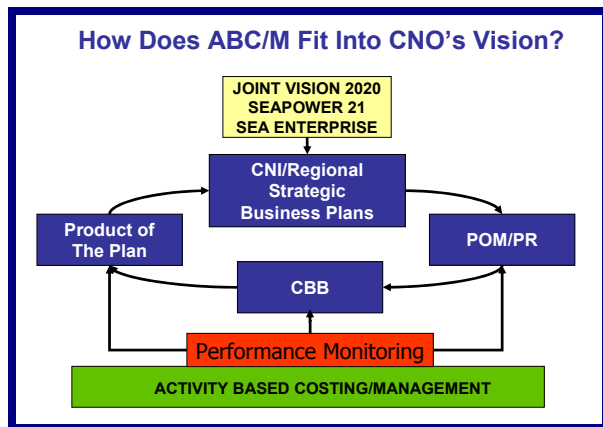 How Does ABC/M Fit Into CNO's Vision?
JOINT VISION 2020
SEAPOWER 21
SEA ENTERPRISE
CNI/Regional
Strategic
Business Plans
Product of
The Plan
POM/PR
CBB
Performance Monitoring
ACTIVITY BASED COSTING/MANAGEMENT